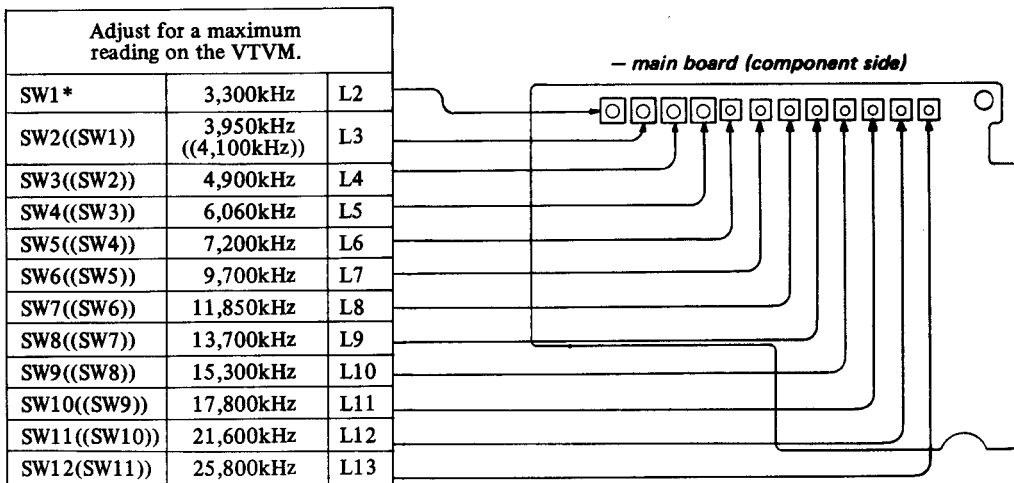 Adjust for a maximum
reading on the VTVM.
SW1* 3,300kHz L2
SW2((SW1)) 3,950kHz ((4,100kHz)) L3
SW3((SW2)) 4,900kHz L4
SW4((SW3)) 6,060kHz L5
SW5((SW4)) 7,200kHz L6
SW6((SW5)) 9,700kHz L7
SW7((SW6)) 11,850kHz L8
SW8((SW7)) 13,700kHz L9
SW9((SW8)) 15,300kHz L10
SW10((SW9)) 17,800kHz L11
SW11((SW10)) 21,600kHz L12
SW12(SW11)) 25,800kHz L13
– main board (component side)